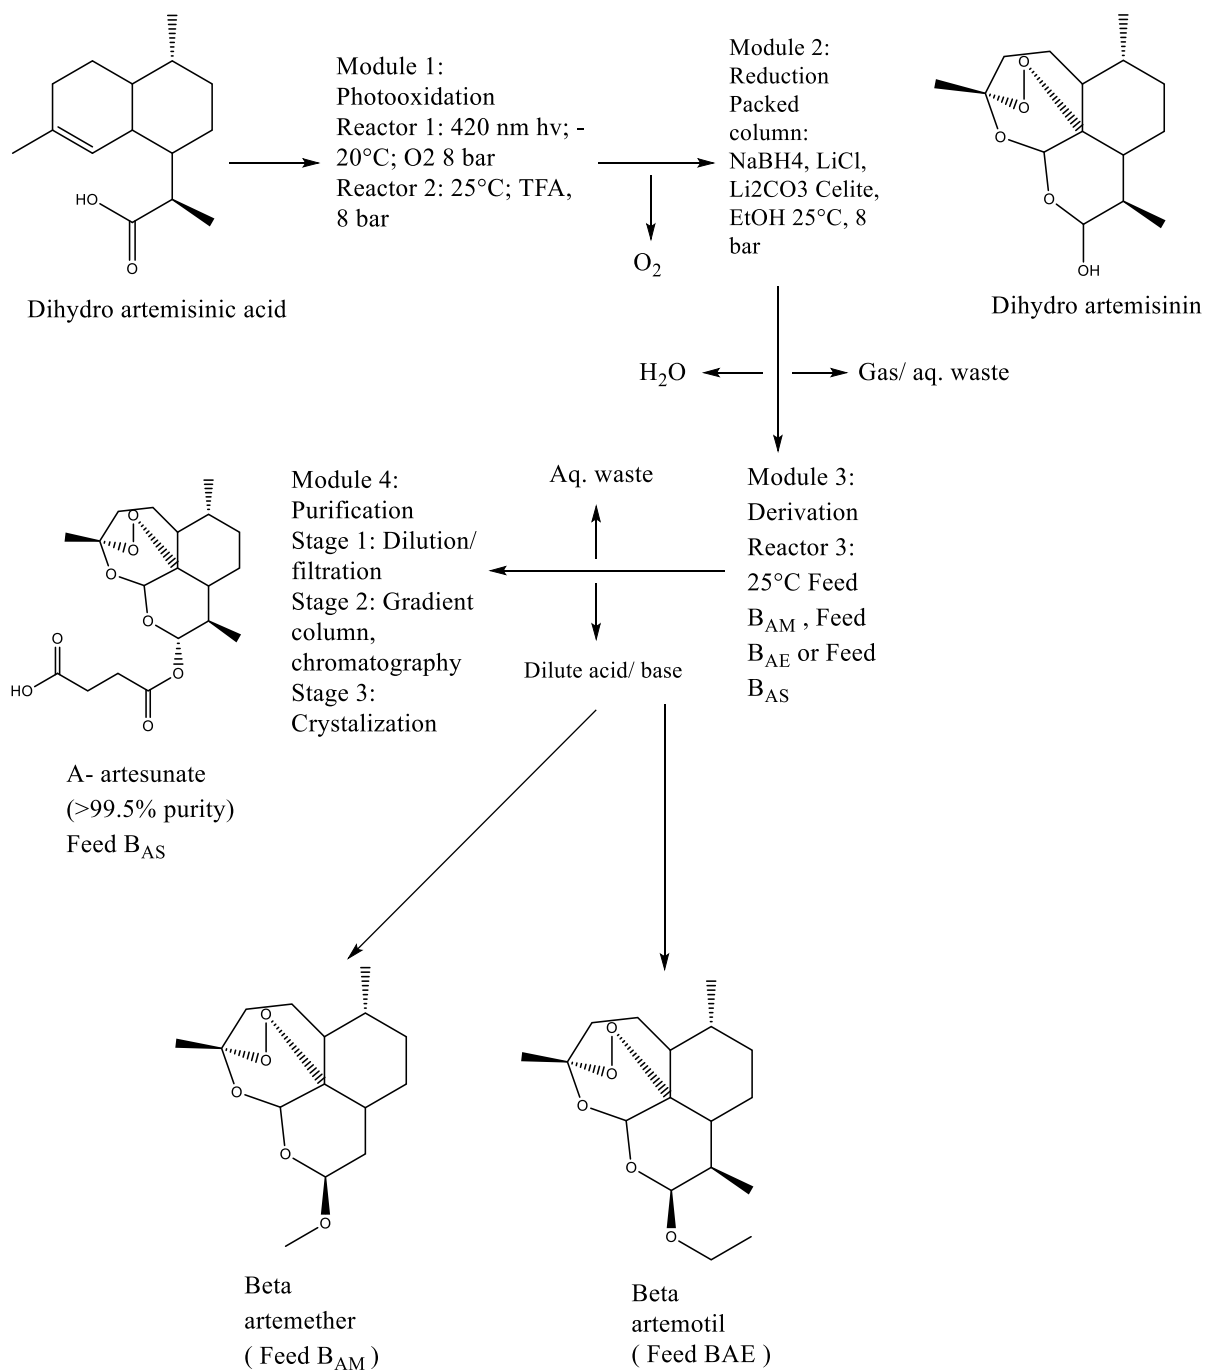 Module 1:
Photooxidation
Reactor 1: 420 nm hv; -
20°C; O2 8 bar
Reactor 2: 25°C; TFA,
8 bar
Module 2:
Reduction
Packed
column:
NaBH4, LiCl,
Li2CO3 Celite,
EtOH 25°C, 8
bar
HO
O
O2
O
O
O
O
OH
Dihydro artemisinic acid
Dihydro artemisinin
H2O
Gas/ aq. waste
Module 4:
Purification
Stage 1: Dilution/
filtration
Stage 2: Gradient
column,
chromatography
Stage 3:
Crystalization
Aq. waste
Dilute acid/ base
Module 3:
Derivation
Reactor 3:
25°C Feed
BAM , Feed
BAE or Feed
BAS
O
O
O
O
O
HO
O
O
A- artesunate
(>99.5% purity)
Feed BAS
O
O
O
O
O
Beta
artemether
( Feed BAM )
O
O
O
O
O
Beta
artemotil
( Feed BAE )